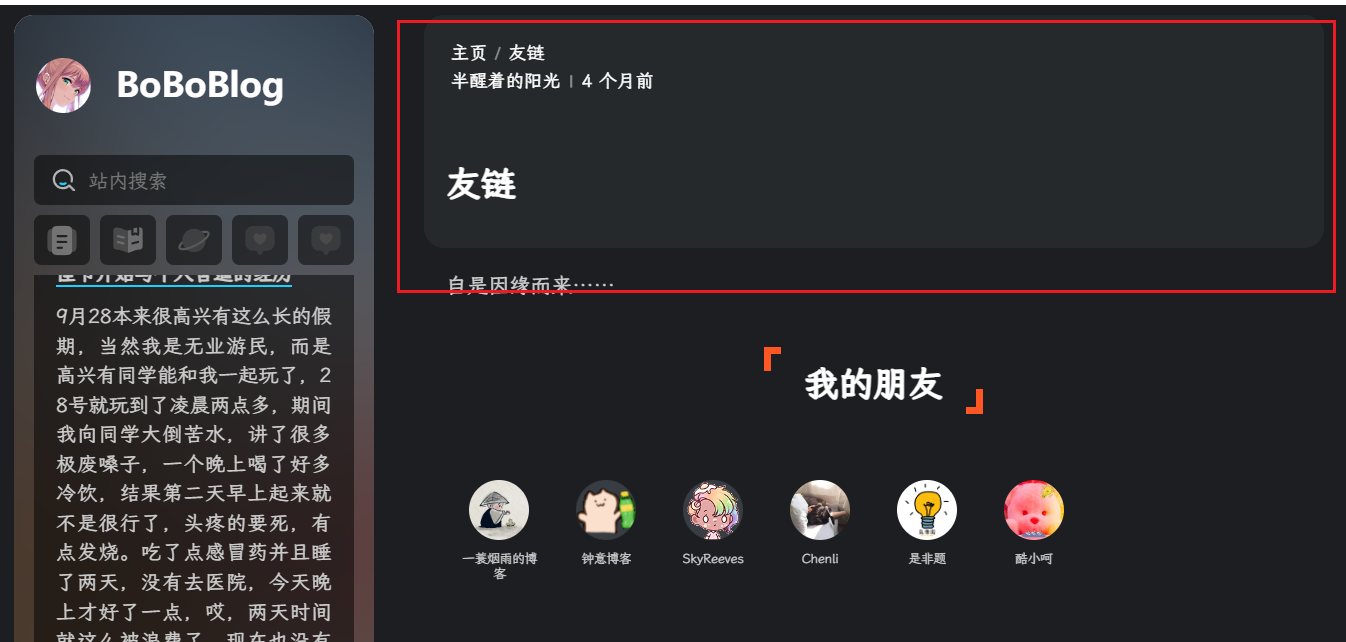 BoBoBlog
站内搜索
9月28本来很高兴有这么长的假
期，当然我是无业游民，而是
高兴有同学能和我一起玩了，2
8号就玩到了凌晨两点多，期间
我向同学大倒苦水，讲了很多
极废嗓子，一个晚上喝了好多
冷饮，结果第二天早上起来就
不是很行了，头疼的要死，有
点发烧。吃了点感冒药并且睡
了两天，没有去医院，今天晚
上才好了一点，哎，两天时间
就这么被浪费了，现在也没有
主页 / 友链
半醒着的阳光 | 4 个月前
友链
自是因缘而来……
我的朋友
一蓑烟雨的博
客
钟意博客
SkyReeves
Chenli
是非题
酷小呵